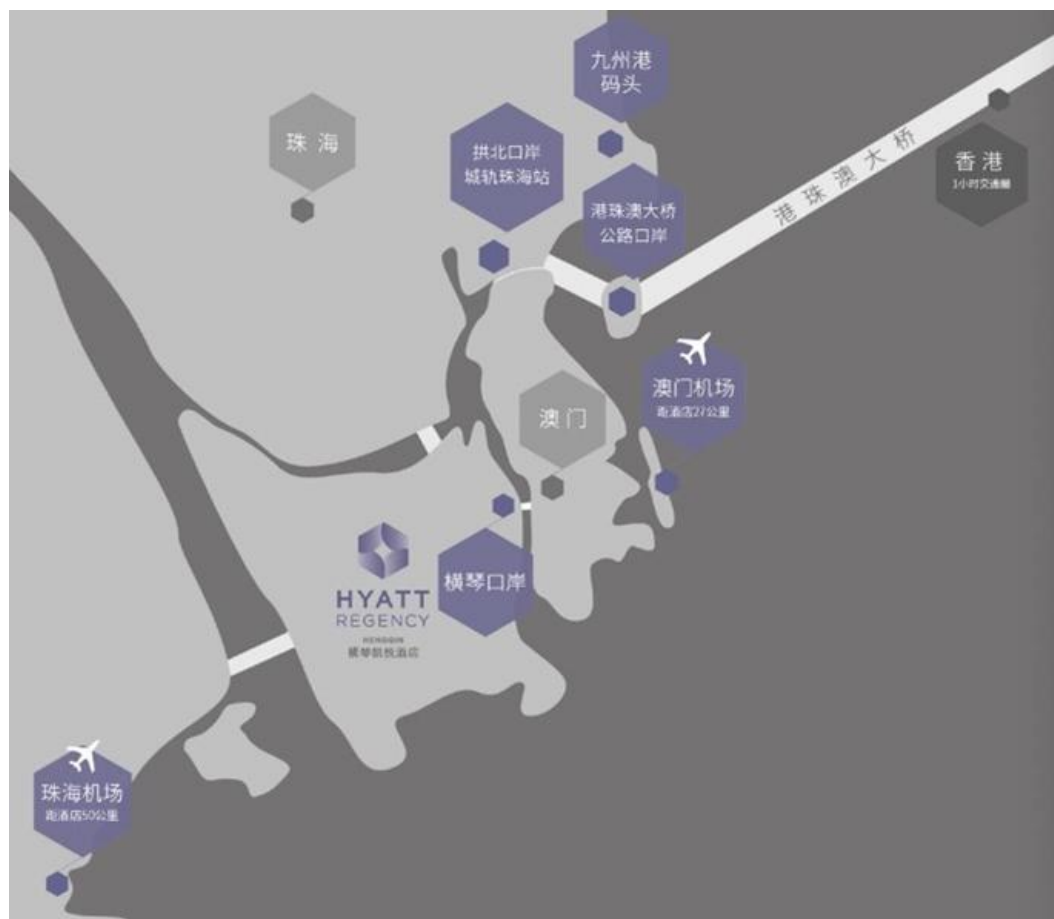 九州港
码头
珠 海
拱北口岸
城轨珠海站
港珠澳大桥
公路口岸
港珠澳大桥
香港
1小时交通圈
澳门机场
距酒店27公里
澳门
横琴口岸
HYATT
REGENCY
HENGQIN
横琴凯悦酒店
珠海机场
距酒店50公里